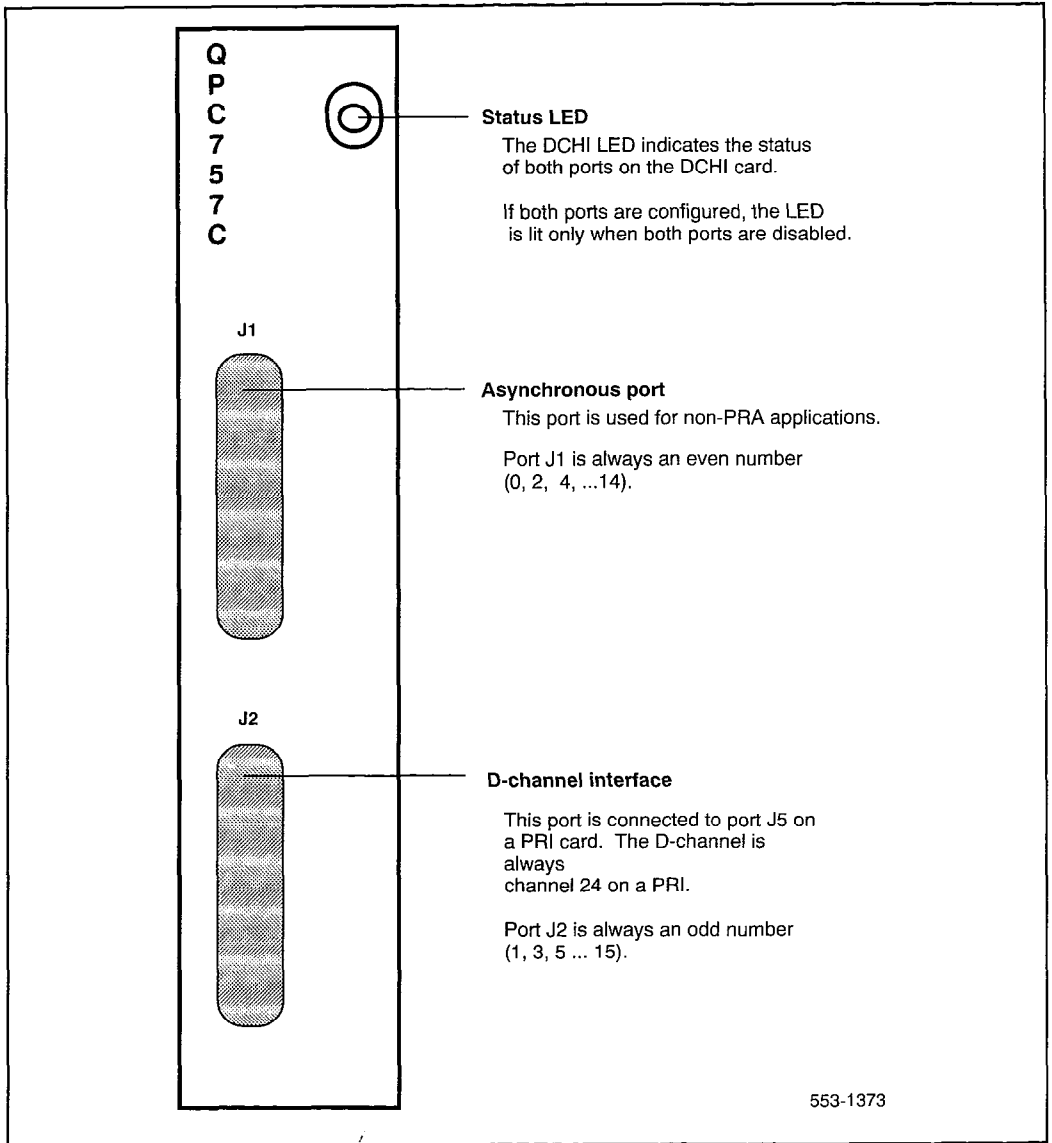 Q
P
C
7
5
7
C
Status LED
The DCHI LED indicates the status
of both ports on the DCHI card.
If both ports are configured, the LED
is lit only when both ports are disabled.
J1
Asynchronous port
This port is used for non-PRA applications.
Port J1 is always an even number
(0, 2, 4, ...14).
J2
D-channel interface
This port is connected to port J5 on
a PRI card. The D-channel is
always
channel 24 on a PRI.
Port J2 is always an odd number
(1, 3, 5 ... 15).
553-1373